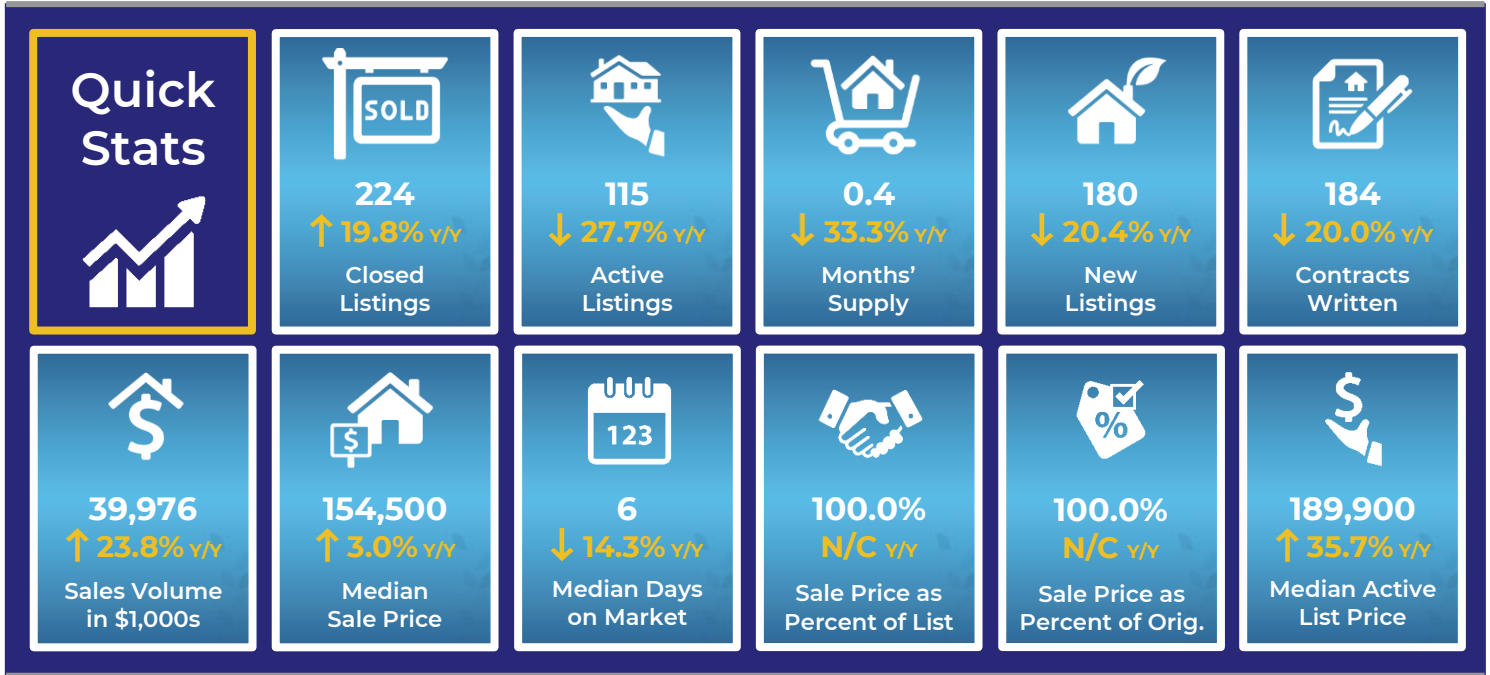 Quick
Stats
SOLD
224
↑ 19.8% Y/Y
Closed
Listings
115
↓ 27.7% Y/Y
Active
Listings
0.4
↓ 33.3% Y/Y
Months’
Supply
180
↓ 20.4% Y/Y
New
Listings
184
↓ 20.0% Y/Y
Contracts
Written
$
39,976
↑ 23.8% Y/Y
Sales Volume
in $1,000s
$
154,500
↑ 3.0% Y/Y
Median
Sale Price
123
6
↓ 14.3% Y/Y
Median Days
on Market
100.0%
N/C Y/Y
Sale Price as
Percent of List
%
100.0%
N/C Y/Y
Sale Price as
Percent of Orig.
$
189,900
↑ 35.7% Y/Y
Median Active
List Price